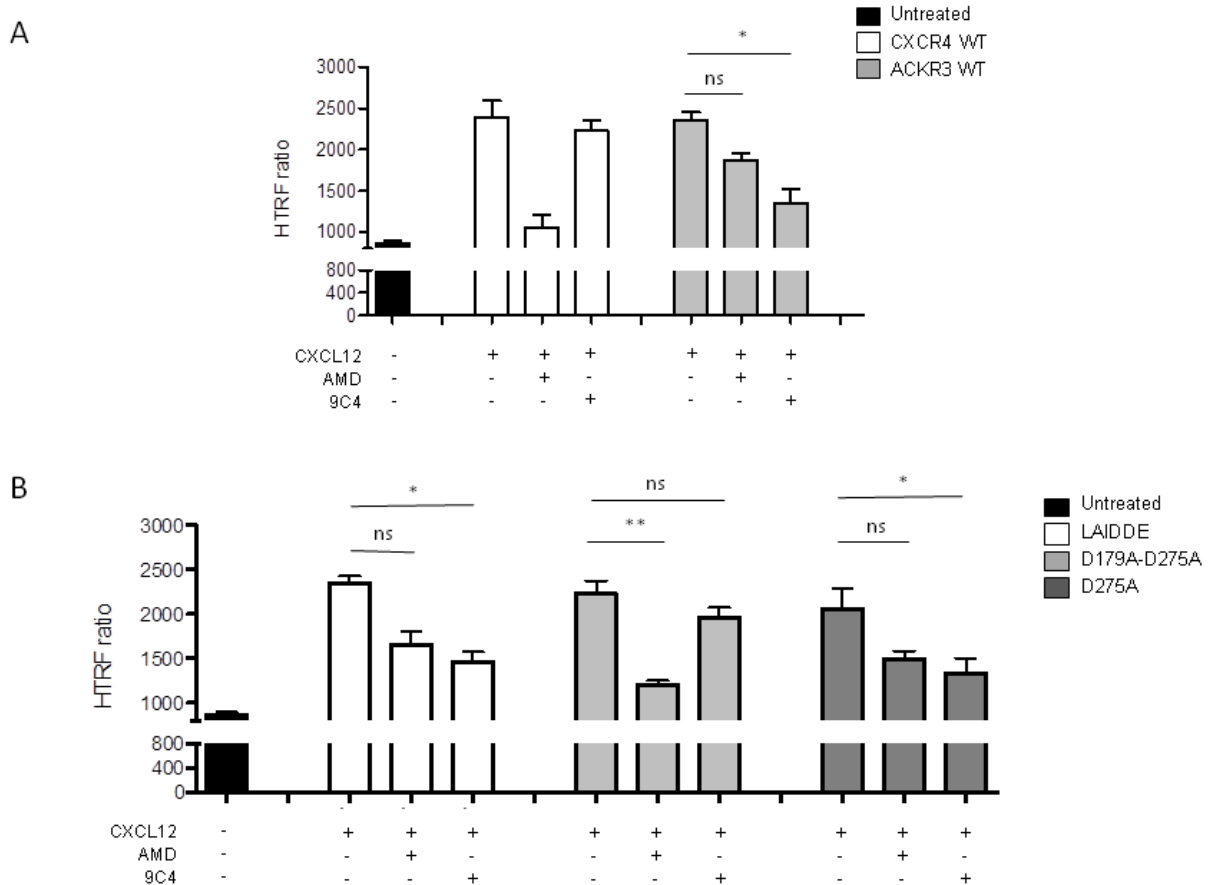 A
Untreated
CXCR4 WT
ACKR3 WT
*
ns
3000
2500
2000
1500
1000
800
400
0
HTRF ratio
CXCL12 - + + + + + +
AMD - - + - - + -
9C4 - - - + - - +
B
Untreated
LAIDDE
D179A-D275A
D275A
* ns *
ns ** ns
3000
2500
2000
1500
1000
800
400
0
HTRF ratio
CXCL12 - + + + + + + + + +
AMD - - + - - + - - + -
9C4 - - - + - - + - - +